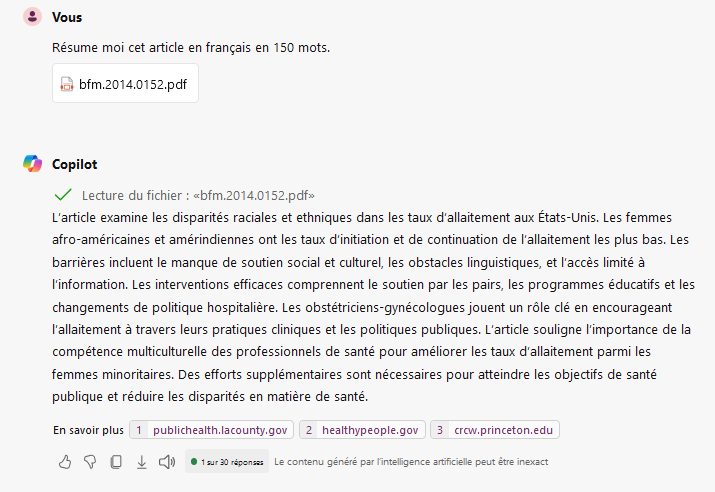 Vous
Résume moi cet article en français en 150 mots.
bfm.2014.0152.pdf
Copilot
Lecture du fichier : «bfm.2014.0152.pdf»
L'article examine les disparités raciales et ethniques dans les taux d'allaitement aux États-Unis. Les femmes
afro-américaines et amérindiennes ont les taux d'initiation et de continuation de l'allaitement les plus bas. Les
barrières incluent le manque de soutien social et culturel, les obstacles linguistiques, et l'accès limité à
l'information. Les interventions efficaces comprennent le soutien par les pairs, les programmes éducatifs et les
changements de politique hospitalière. Les obstétriciens-gynécologues jouent un rôle clé en encourageant
l'allaitement à travers leurs pratiques cliniques et les politiques publiques. L'article souligne l'importance de la
compétence multiculturelle des professionnels de santé pour améliorer les taux d'allaitement parmi les
femmes minoritaires. Des efforts supplémentaires sont nécessaires pour atteindre les objectifs de santé
publique et réduire les disparités en matière de santé.
En savoir plus 1 publichealth.lacounty.gov 2 healthypeople.gov 3 crcw.princeton.edu
1 sur 30 réponses Le contenu généré par l'intelligence artificielle peut être inexact